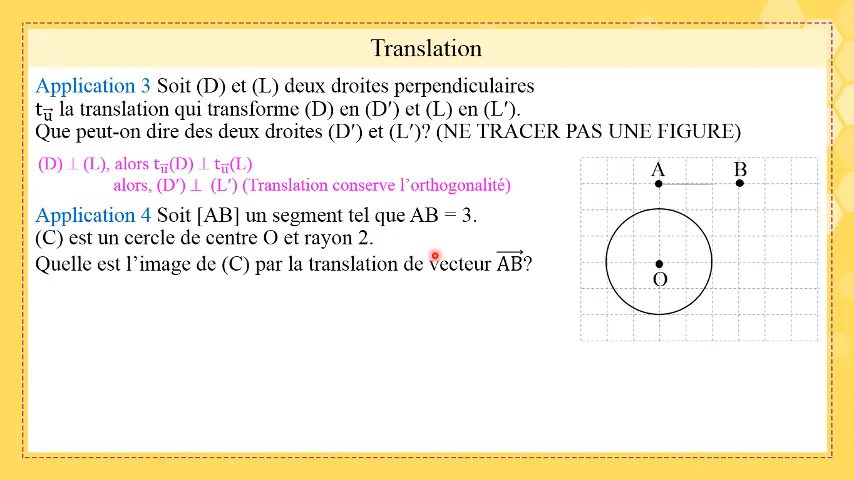 Translation
Application 3 Soit (D) et (L) deux droites perpendiculaires
t_u⃗ la translation qui transforme (D) en (D′) et (L) en (L′).
Que peut-on dire des deux droites (D′) et (L′)? (NE TRACER PAS UNE FIGURE)
(D) ⊥ (L), alors t_u⃗(D) ⊥ t_u⃗(L)
alors, (D′) ⊥ (L′) (Translation conserve l’orthogonalité)
Application 4 Soit [AB] un segment tel que AB = 3.
(C) est un cercle de centre O et rayon 2.
Quelle est l’image de (C) par la translation de vecteur A⃗B⃗?
A B
O